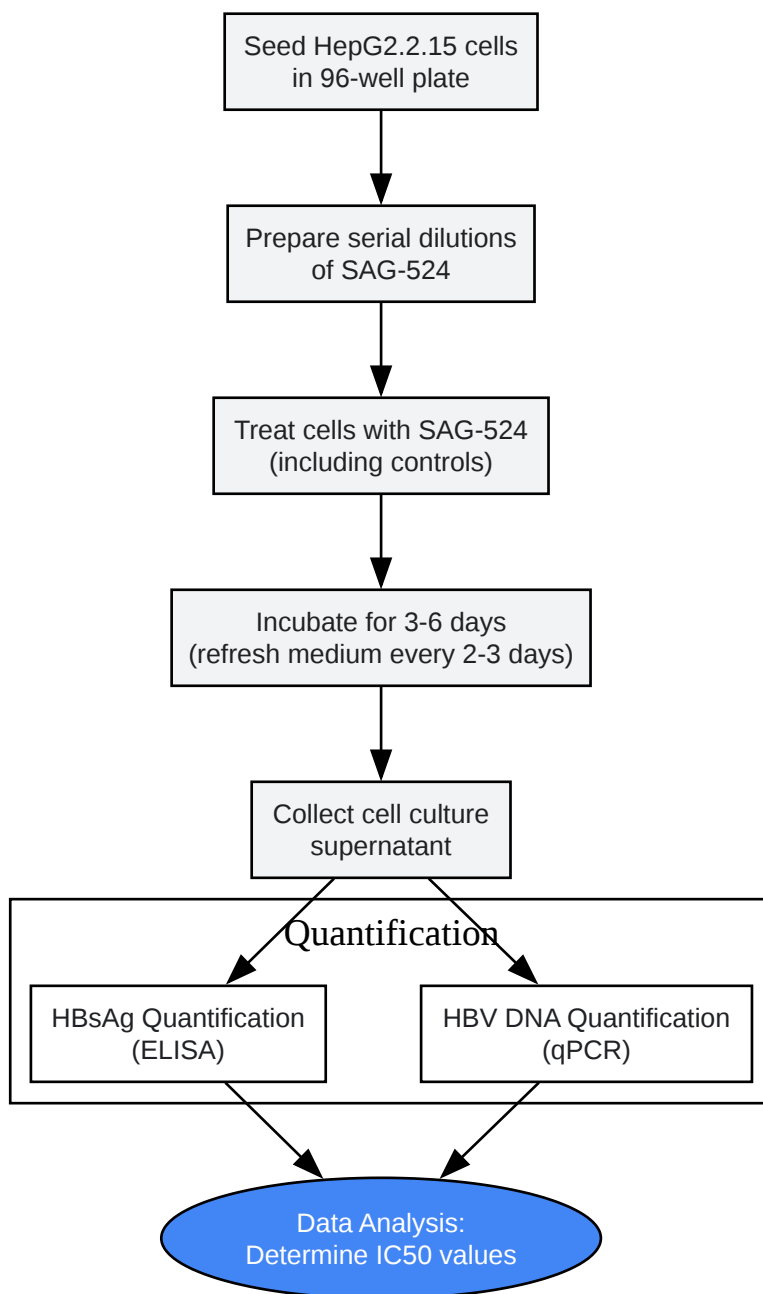 Seed HepG2.2.15 cells
in 96-well plate
Prepare serial dilutions
of SAG-524
Treat cells with SAG-524
(including controls)
Incubate for 3-6 days
(refresh medium every 2-3 days)
Collect cell culture
supernatant
Quantification
HBsAg Quantification
(ELISA)
HBV DNA Quantification
(qPCR)
Data Analysis:
Determine IC50 values